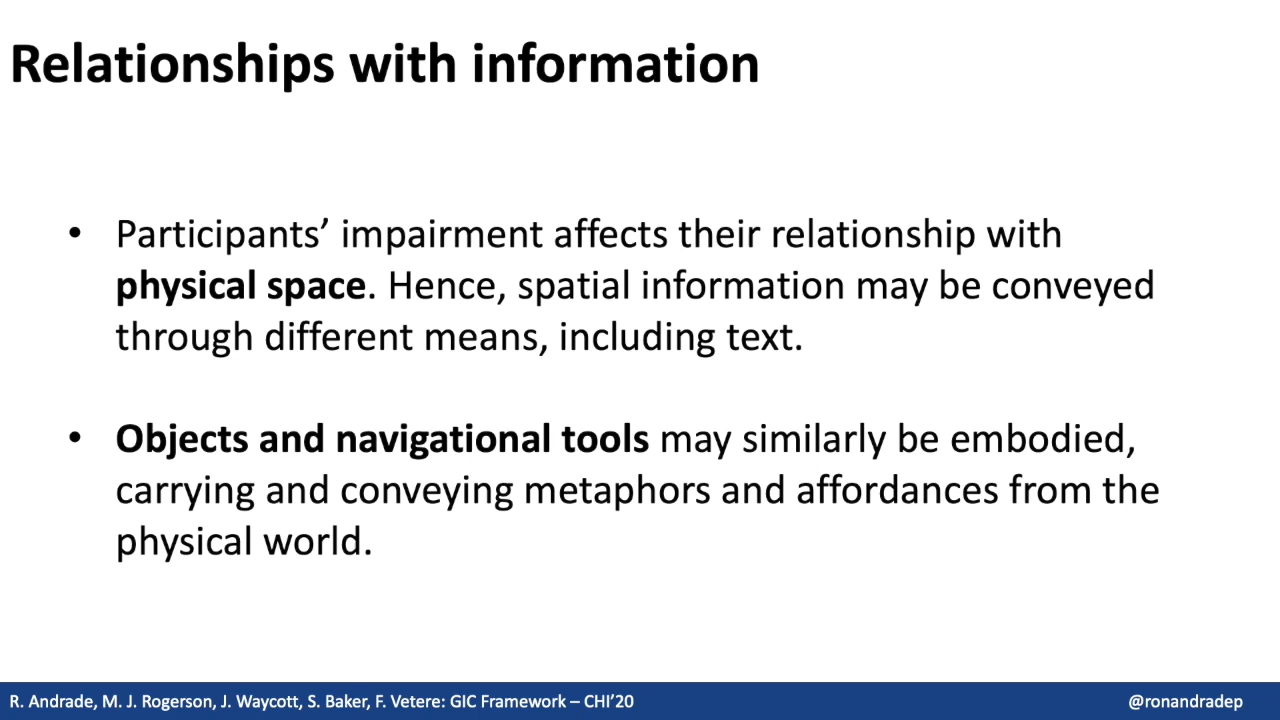 Relationships with information
• Participants’ impairment affects their relationship with
physical space. Hence, spatial information may be conveyed
through different means, including text.
• Objects and navigational tools may similarly be embodied,
carrying and conveying metaphors and affordances from the
physical world.
R. Andrade, M. J. Rogerson, J. Waycott, S. Baker, F. Vetere: GIC Framework – CHI’20
@ronandradep